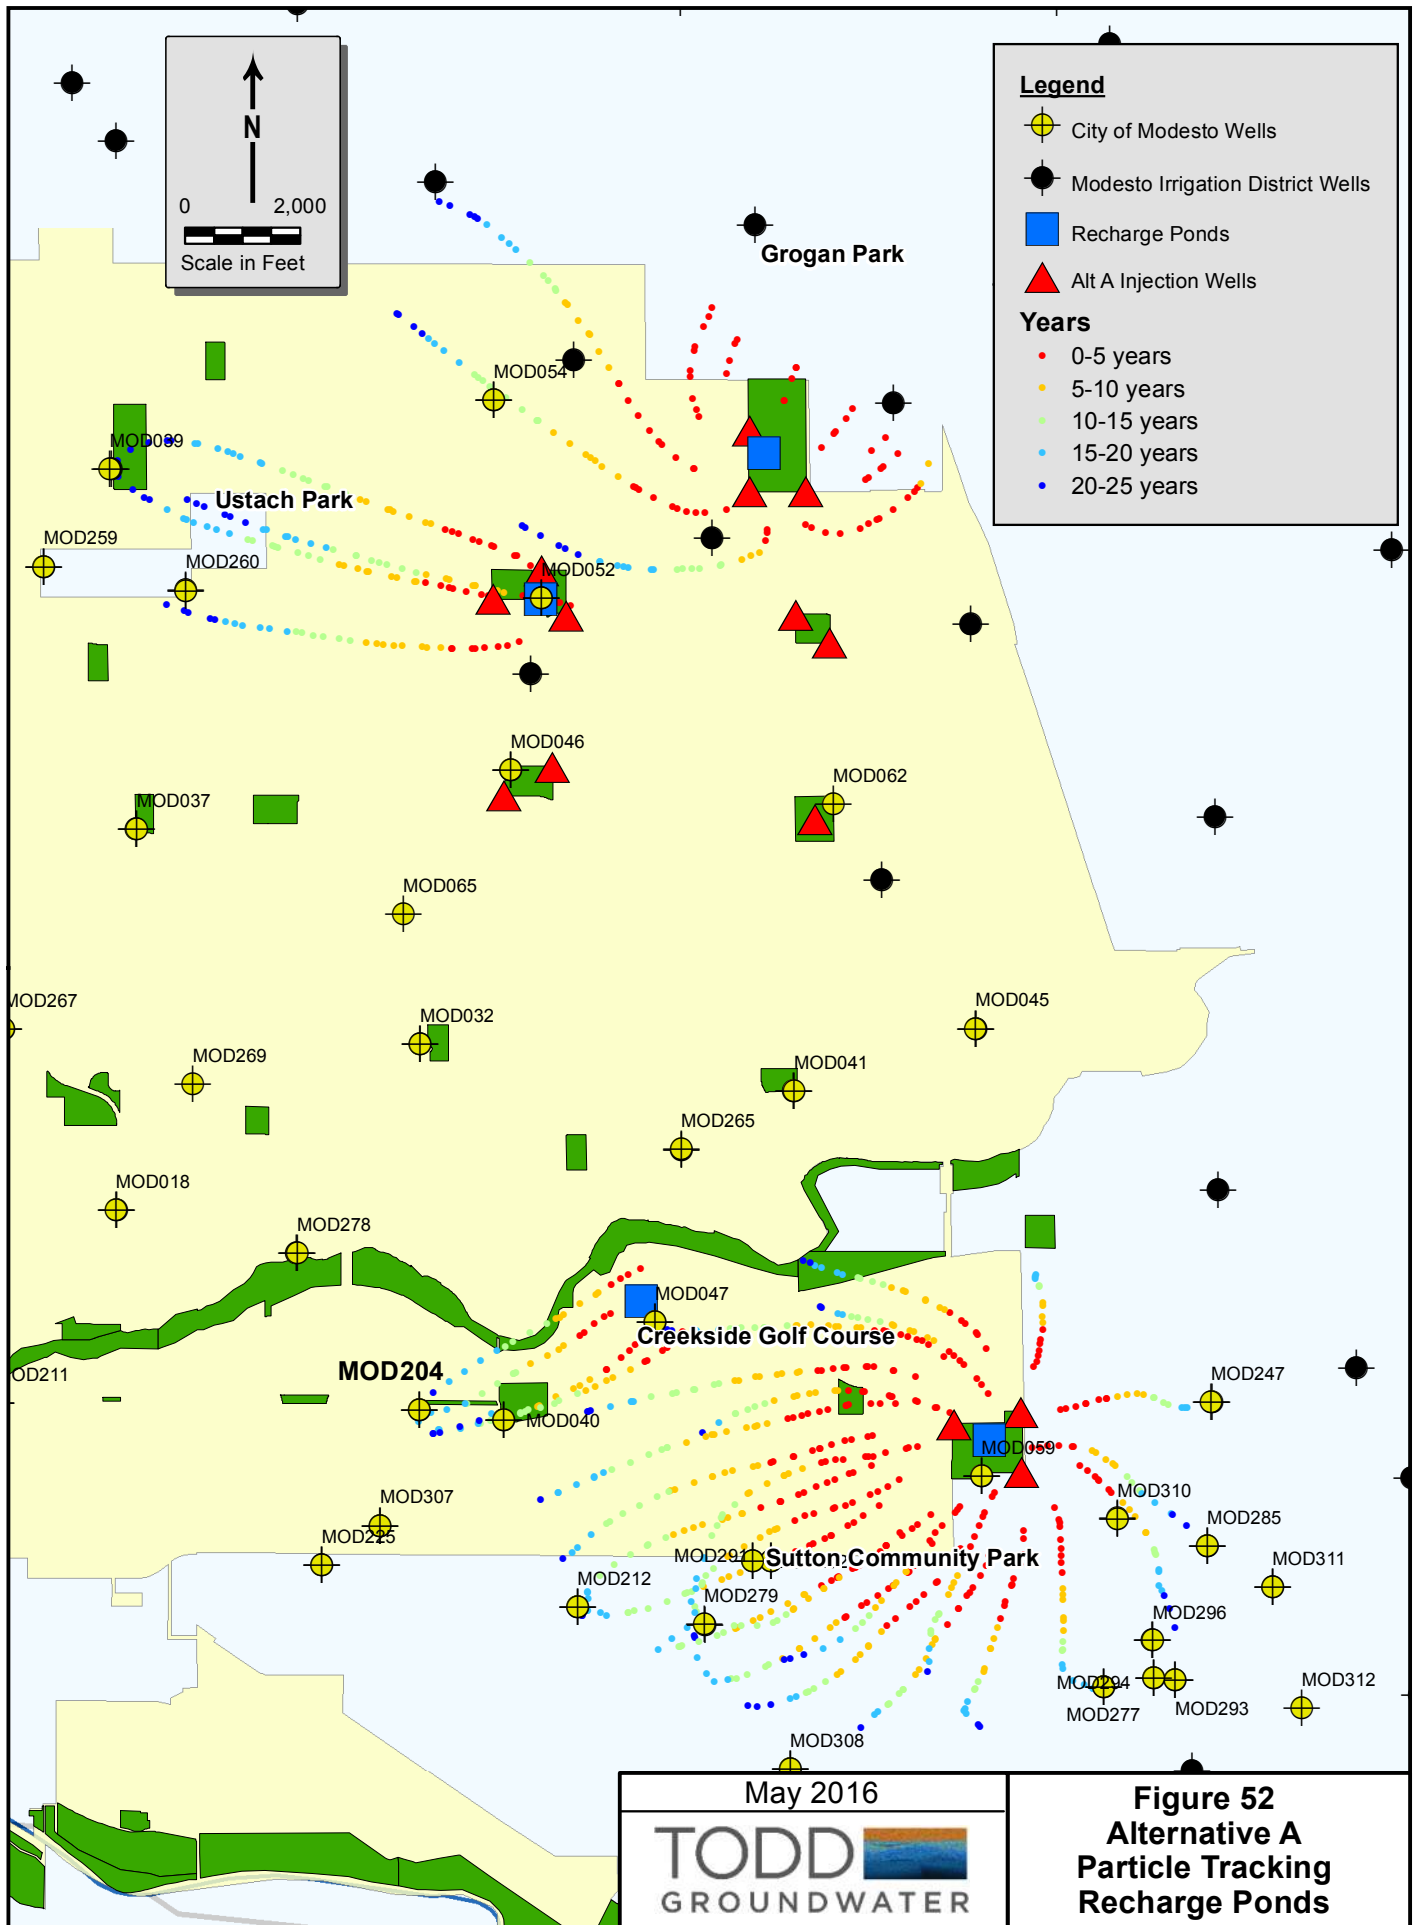 N
0 2,000
Scale in Feet
Legend
City of Modesto Wells
Modesto Irrigation District Wells
Recharge Ponds
Alt A Injection Wells
Years
0-5 years
5-10 years
10-15 years
15-20 years
20-25 years
Grogan Park
MOD054
MOD039
Ustach Park
MOD259
MOD260
MOD052
MOD046
MOD062
MOD037
MOD065
MOD267
MOD045
MOD032
MOD269
MOD041
MOD265
MOD018
MOD278
MOD047
Creekside Golf Course
OD211
MOD204
MOD247
MOD040
MOD059
MOD307
MOD310
MOD225
MOD285
MOD291
Sutton Community Park
MOD311
MOD212
MOD279
MOD296
MOD294
MOD277
MOD293
MOD312
MOD308
May 2016
TODD
GROUNDWATER
Figure 52
Alternative A
Particle Tracking
Recharge Ponds